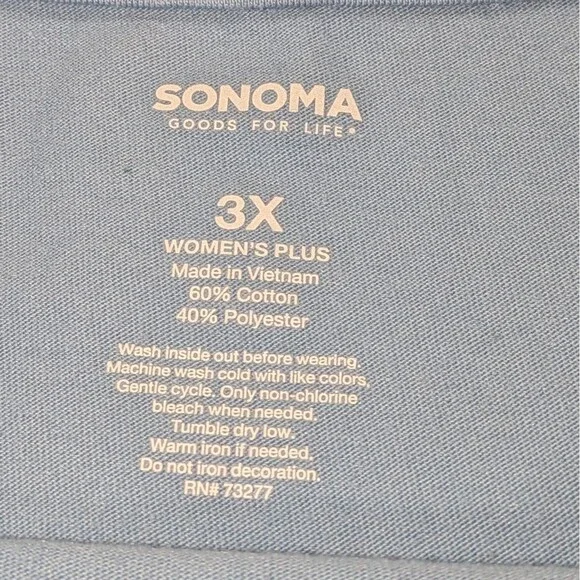 SONOMA
GOODS FOR LIFE®
3X
WOMEN'S PLUS
Made in Vietnam
60% Cotton
40% Polyester
Wash inside out before wearing.
Machine wash cold with like colors,
Gentle cycle. Only non-chlorine
bleach when needed.
Tumble dry low.
Warm iron if needed.
Do not iron decoration.
RN# 73277